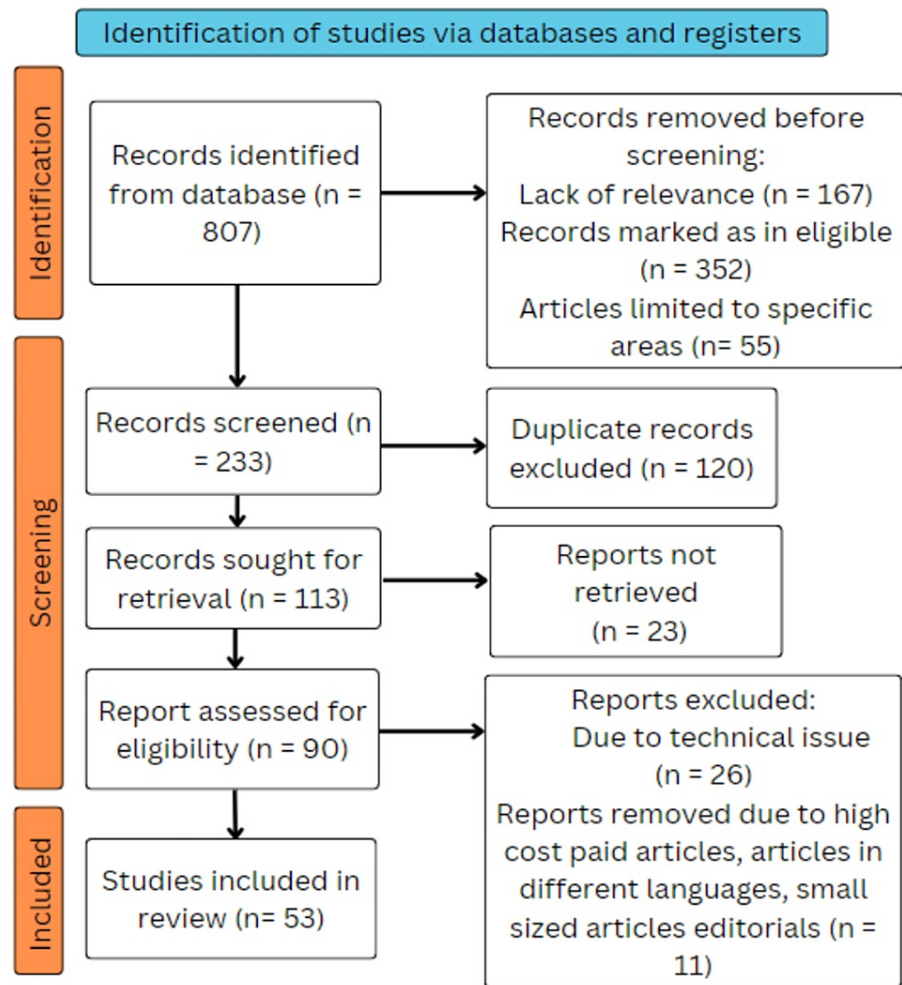 Identification of studies via databases and registers
Identification
Records identified
from database (n =
807)
Records removed before
screening:
Lack of relevance (n = 167)
Records marked as in eligible
(n = 352)
Articles limited to specific
areas (n= 55)
Screening
Records screened (n
= 233)
Duplicate records
excluded (n = 120)
Records sought for
retrieval (n = 113)
Reports not
retrieved
(n = 23)
Report assessed for
eligibility (n = 90)
Reports excluded:
Due to technical issue
(n = 26)
Reports removed due to high
cost paid articles, articles in
different languages, small
sized articles editorials (n =
11)
Included
Studies included in
review (n= 53)